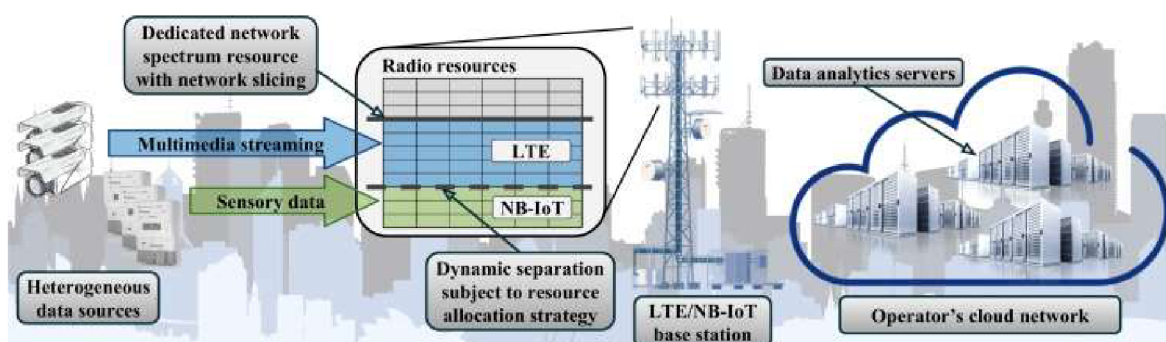 Dedicated network
spectrum resource
with network slicing
Radio resources
Data analytics servers
Multimedia streaming
LTE
Sensory data
NB-IoT
Heterogeneous
data sources
Dynamic separation
subject to resource
allocation strategy
LTE/NB-IoT
base station
Operator's cloud network